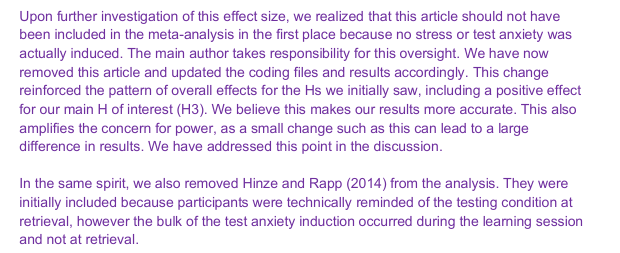 Upon further investigation of this effect size, we realized that this article should not have
been included in the meta-analysis in the first place because no stress or test anxiety was
actually induced. The main author takes responsibility for this oversight. We have now
removed this article and updated the coding files and results accordingly. This change
reinforced the pattern of overall effects for the Hs we initially saw, including a positive effect
for our main H of interest (H3). We believe this makes our results more accurate. This also
amplifies the concern for power, as a small change such as this can lead to a large
difference in results. We have addressed this point in the discussion.

In the same spirit, we also removed Hinze and Rapp (2014) from the analysis. They were
initially included because participants were technically reminded of the testing condition at
retrieval, however the bulk of the test anxiety induction occurred during the learning session
and not at retrieval.